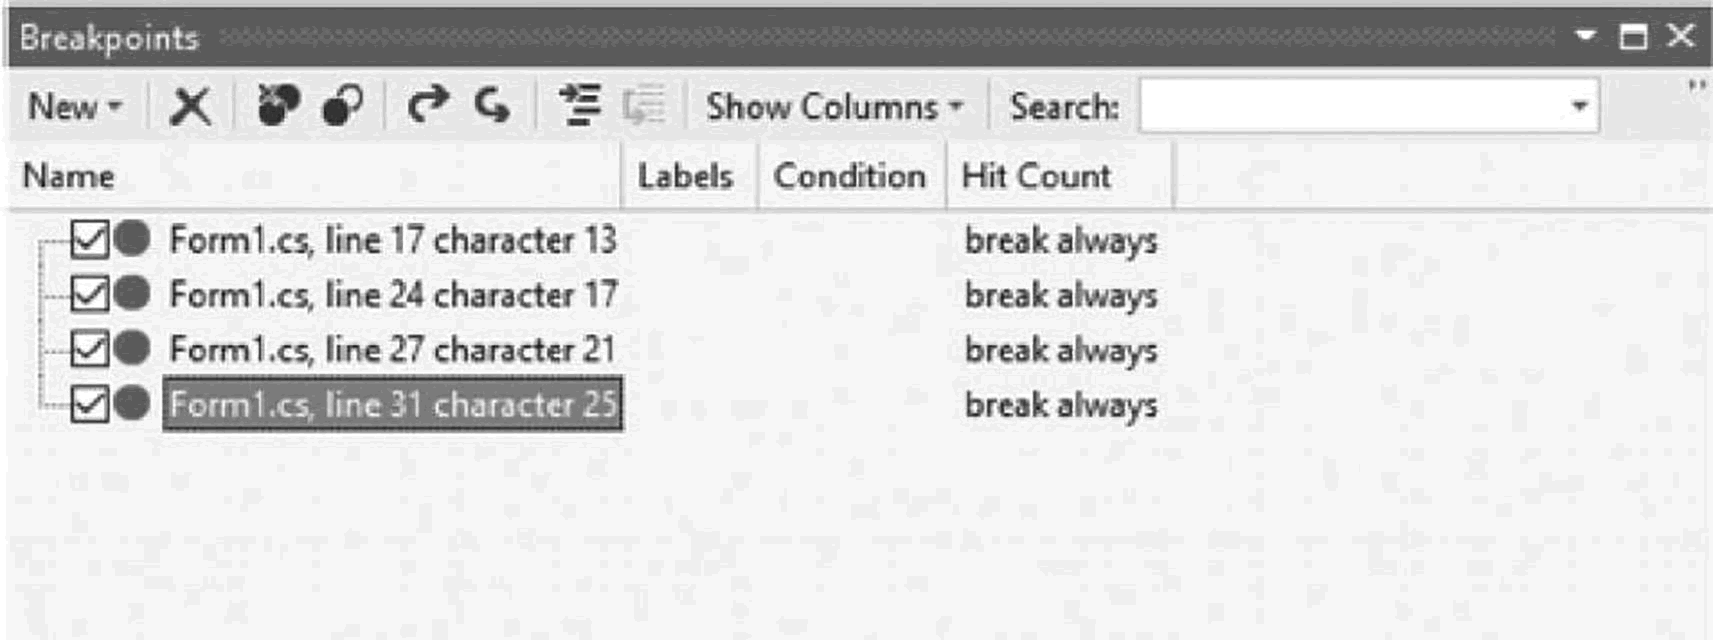 Breakpoints
New Show Columns Search:
Name Labels Condition Hit Count
Form1.cs, line 17 character 13 break always
Form1.cs, line 24 character 17 break always
Form1.cs, line 27 character 21 break always
Form1.cs, line 31 character 25 break always